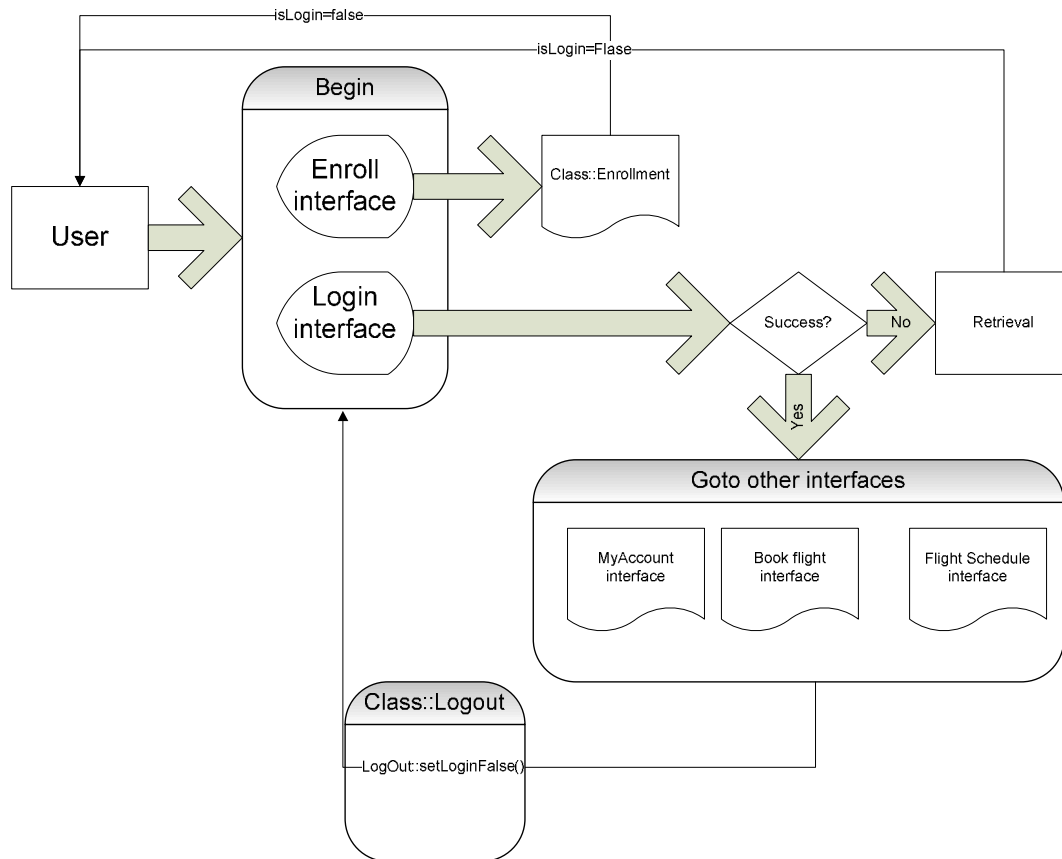 isLogin=false
isLogin=Flase
Begin
Enroll
interface
Class::Enrollment
User
Login
interface
Success?
No
Retrieval
Yes
Goto other interfaces
MyAccount
interface
Book flight
interface
Flight Schedule
interface
Class::Logout
LogOut::setLoginFalse()